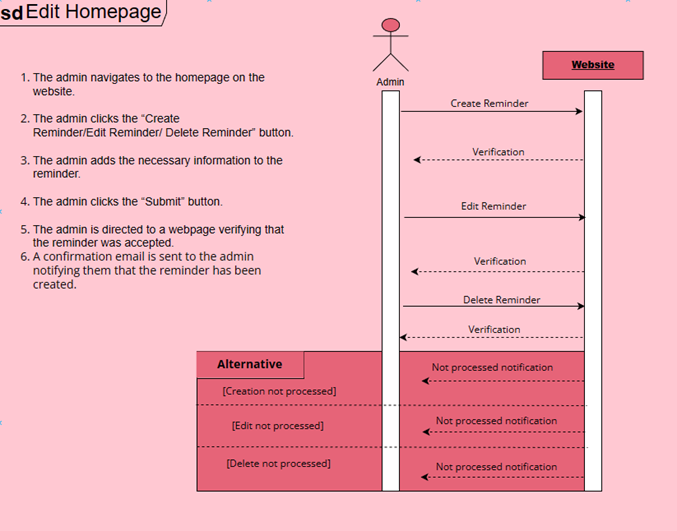 sd Edit Homepage
1. The admin navigates to the homepage on the
website.
2. The admin clicks the “Create
Reminder/Edit Reminder/ Delete Reminder” button.
3. The admin adds the necessary information to the
reminder.
4. The admin clicks the “Submit” button.
5. The admin is directed to a webpage verifying that
the reminder was accepted.
6. A confirmation email is sent to the admin
notifying them that the reminder has been
created.
Admin
Website
Create Reminder
Verification
Edit Reminder
Verification
Delete Reminder
Verification
Alternative
Not processed notification
[Creation not processed]
Not processed notification
[Edit not processed]
Not processed notification
[Delete not processed]